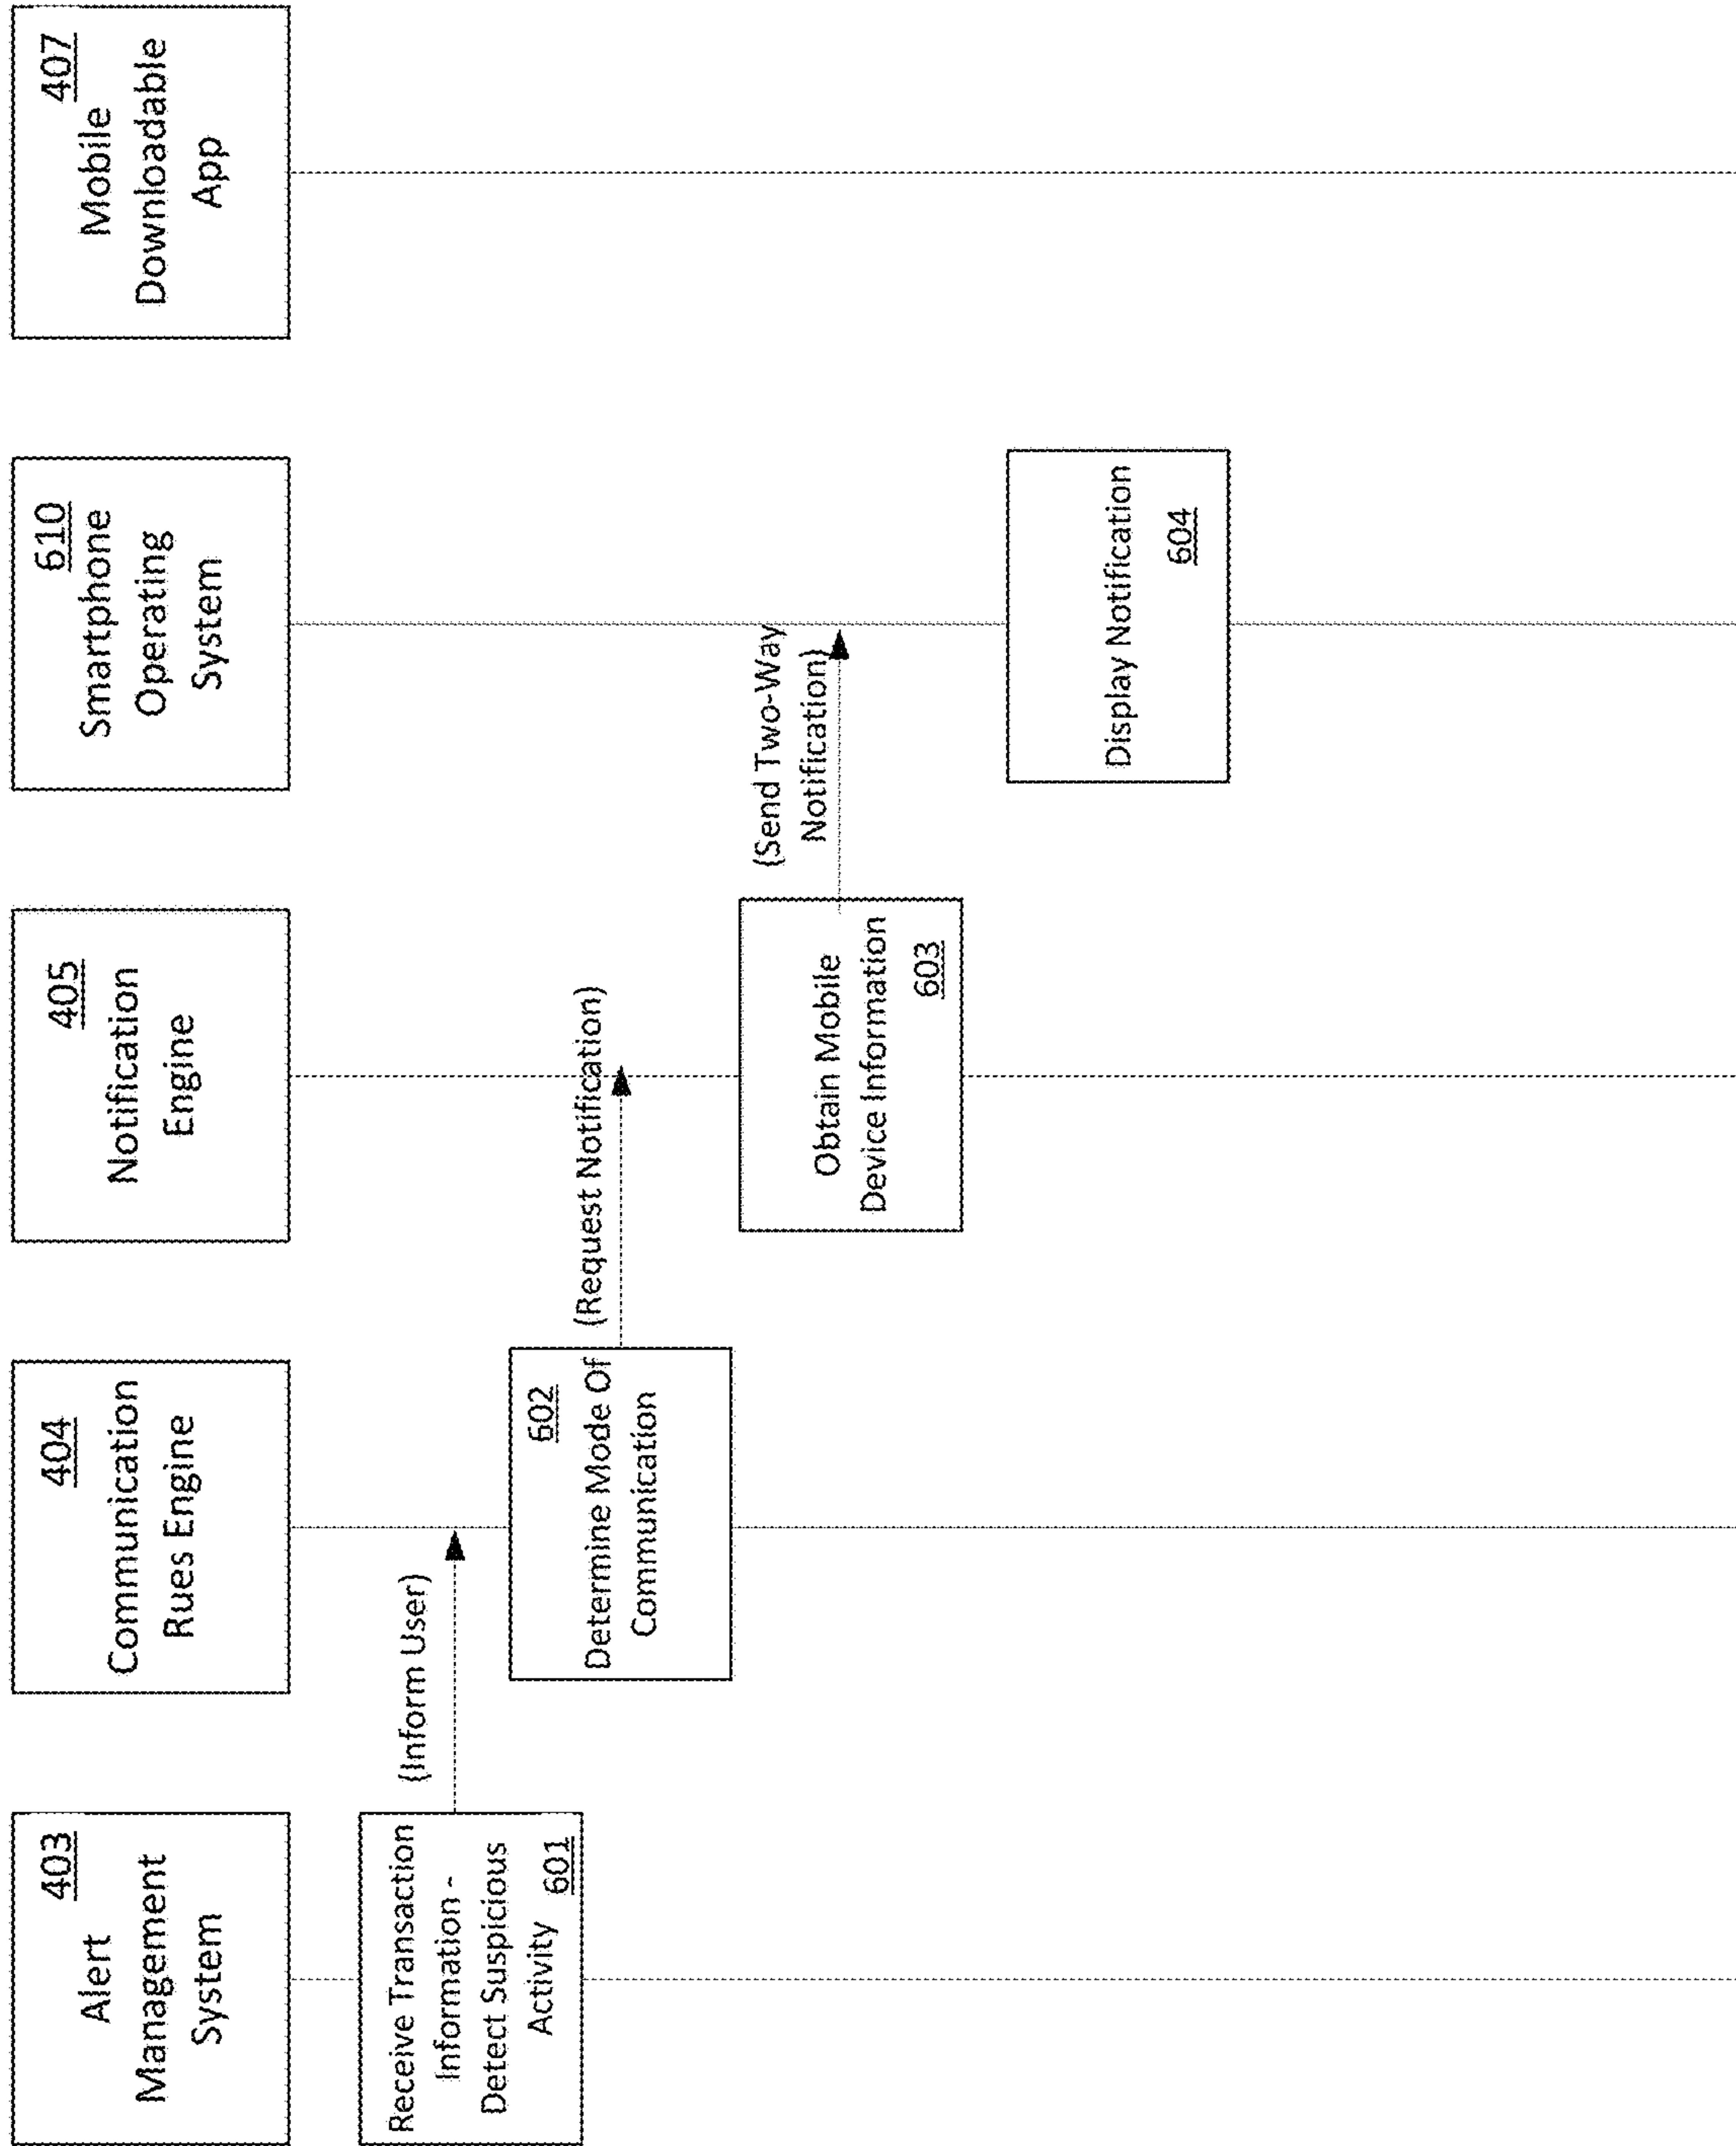 403
Alert
Management
System
404
Communication
Rues Engine
405
Notification
Engine
610
Smartphone
Operating
System
407
Mobile
Downloadable
App
Receive Transaction
Information -
Detect Suspicious
Activity 601
(Inform User)
602
Determine Mode Of
Communication
(Request Notification)
Obtain Mobile
Device Information
603
(Send Two-Way
Notification)
Display Notification
604